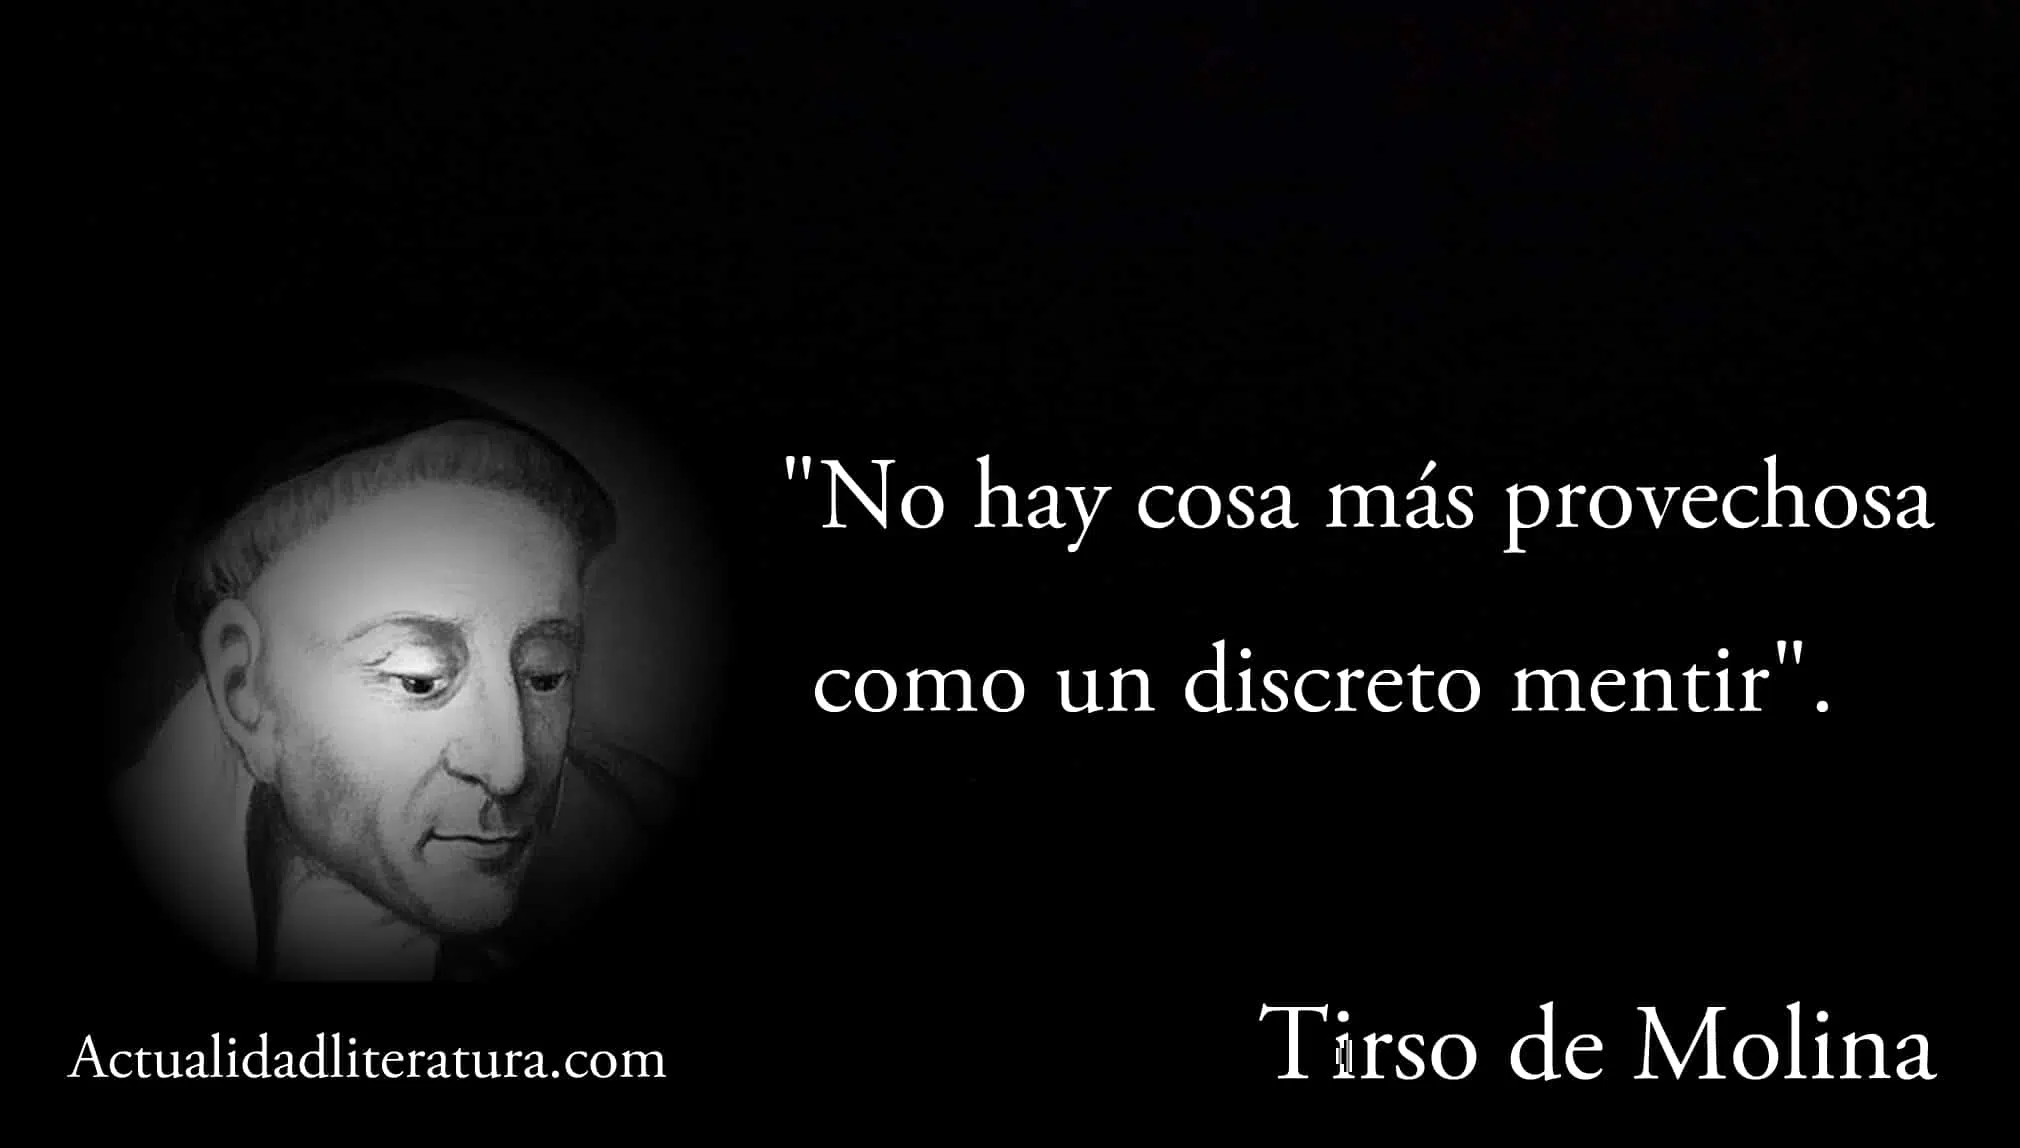 "No hay cosa más provechosa
como un discreto mentir".
Tirso de Molina
Actualidadliteratura.com